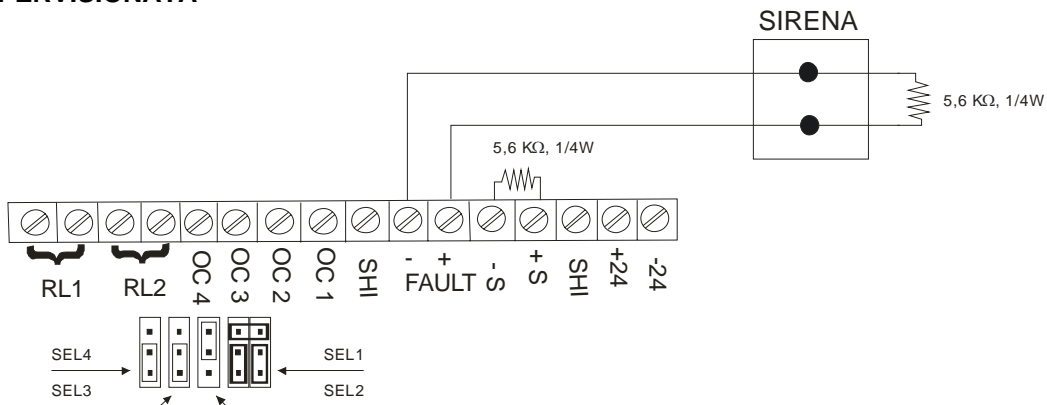 SIRENA
5,6 KΩ, 1/4W
5,6 KΩ, 1/4W
RL1
RL2
OC 4
OC 3
OC 2
OC 1
SHI
- +
FAULT
-S
+S
SHI
+24
-24
SEL4
SEL3
SEL1
SEL2